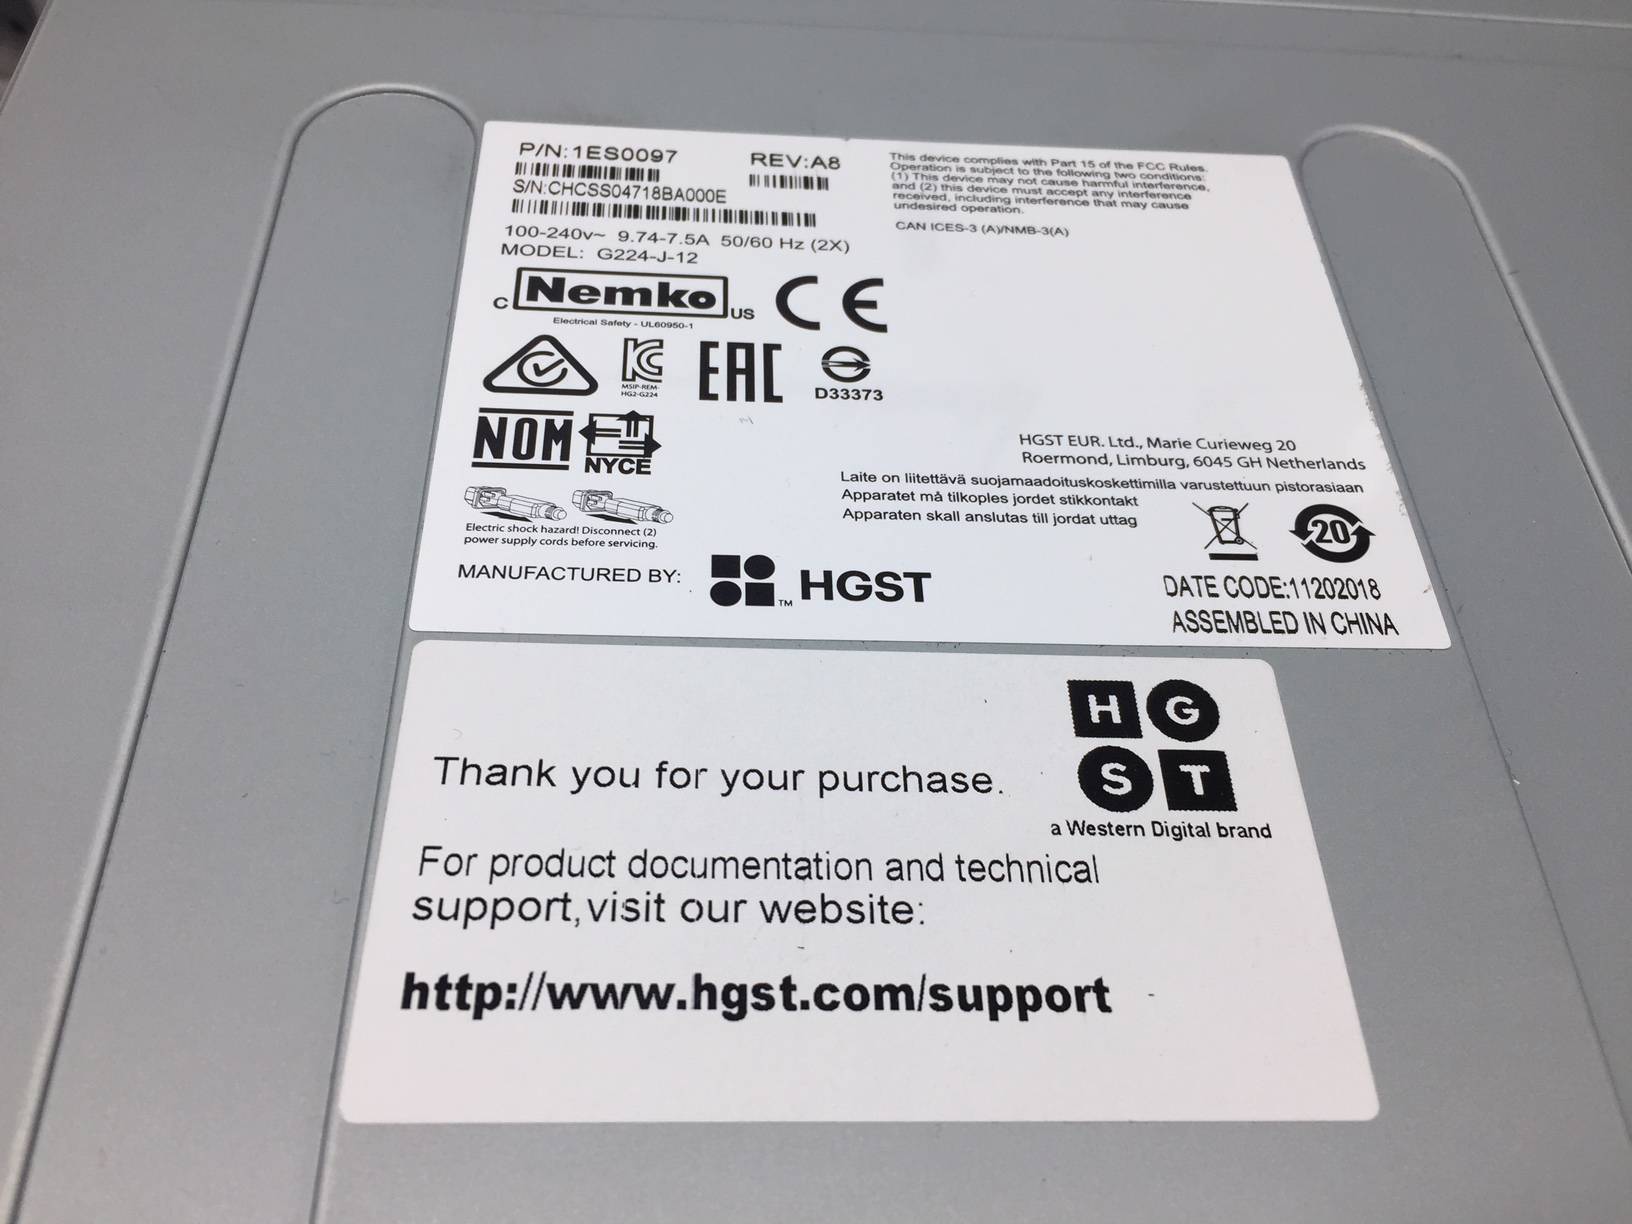 P/N:1ES0097
REV:A8
S/N:CHCSS04718BA000E
100-240v~ 9.74-7.5A 50/60 Hz (2X)
MODEL: G224-J-12
This device complies with Part 15 of the FCC Rules.
Operation is subject to the following two conditions:
(1) This device may not cause harmful interference,
and (2) this device must accept any interference
received, including interference that may cause
undesired operation.
CAN ICES-3 (A)/NMB-3(A)
C Nemko US
Electrical Safety - UL60950-1
CE
KC
MSIP-REM-
HG2-G224
EAC
D33373
NOM
NYCE
Electric shock hazard! Disconnect (2)
power supply cords before servicing.
HGST EUR. Ltd., Marie Curieweg 20
Roermond, Limburg, 6045 GH Netherlands
Laite on liitettävä suojamaadoituskoskettimilla varustettuun pistorasiaan
Apparatet må tilkoples jordet stikkontakt
Apparaten skall anslutas till jordat uttag
20
MANUFACTURED BY:
TM HGST
DATE CODE:11202018
ASSEMBLED IN CHINA
HG
ST
a Western Digital brand
Thank you for your purchase.
For product documentation and technical
support, visit our website:
http://www.hgst.com/support